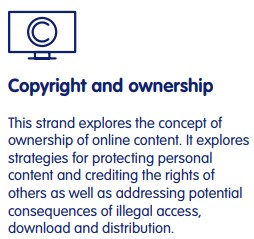 ©
Copyright and ownership
This strand explores the concept of
ownership of online content. It explores
strategies for protecting personal
content and crediting the rights of
others as well as addressing potential
consequences of illegal access,
download and distribution.